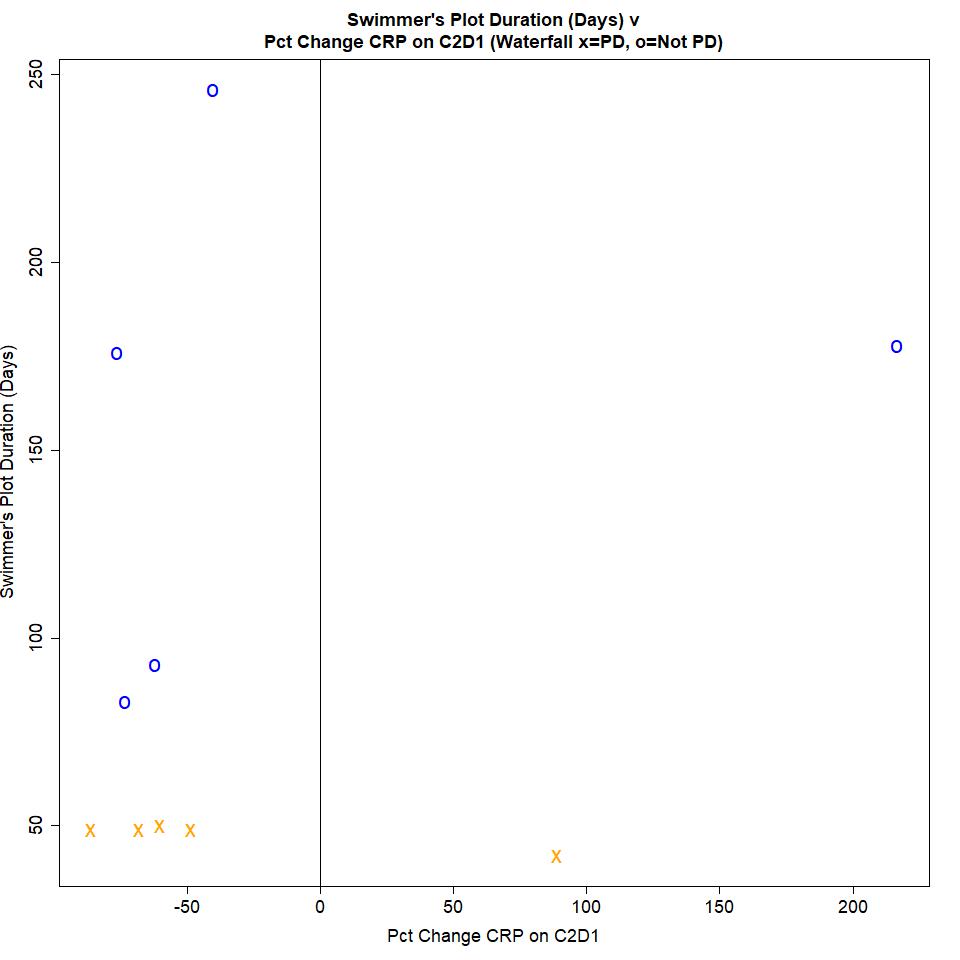 Swimmer's Plot Duration (Days) v
Pct Change CRP on C2D1 (Waterfall x=PD, o=Not PD)
Swimmer's Plot Duration (Days)
250
200
150
100
50
o
o
o
o
o
x
x
x
x
x
-50
0
50
100
150
200
Pct Change CRP on C2D1